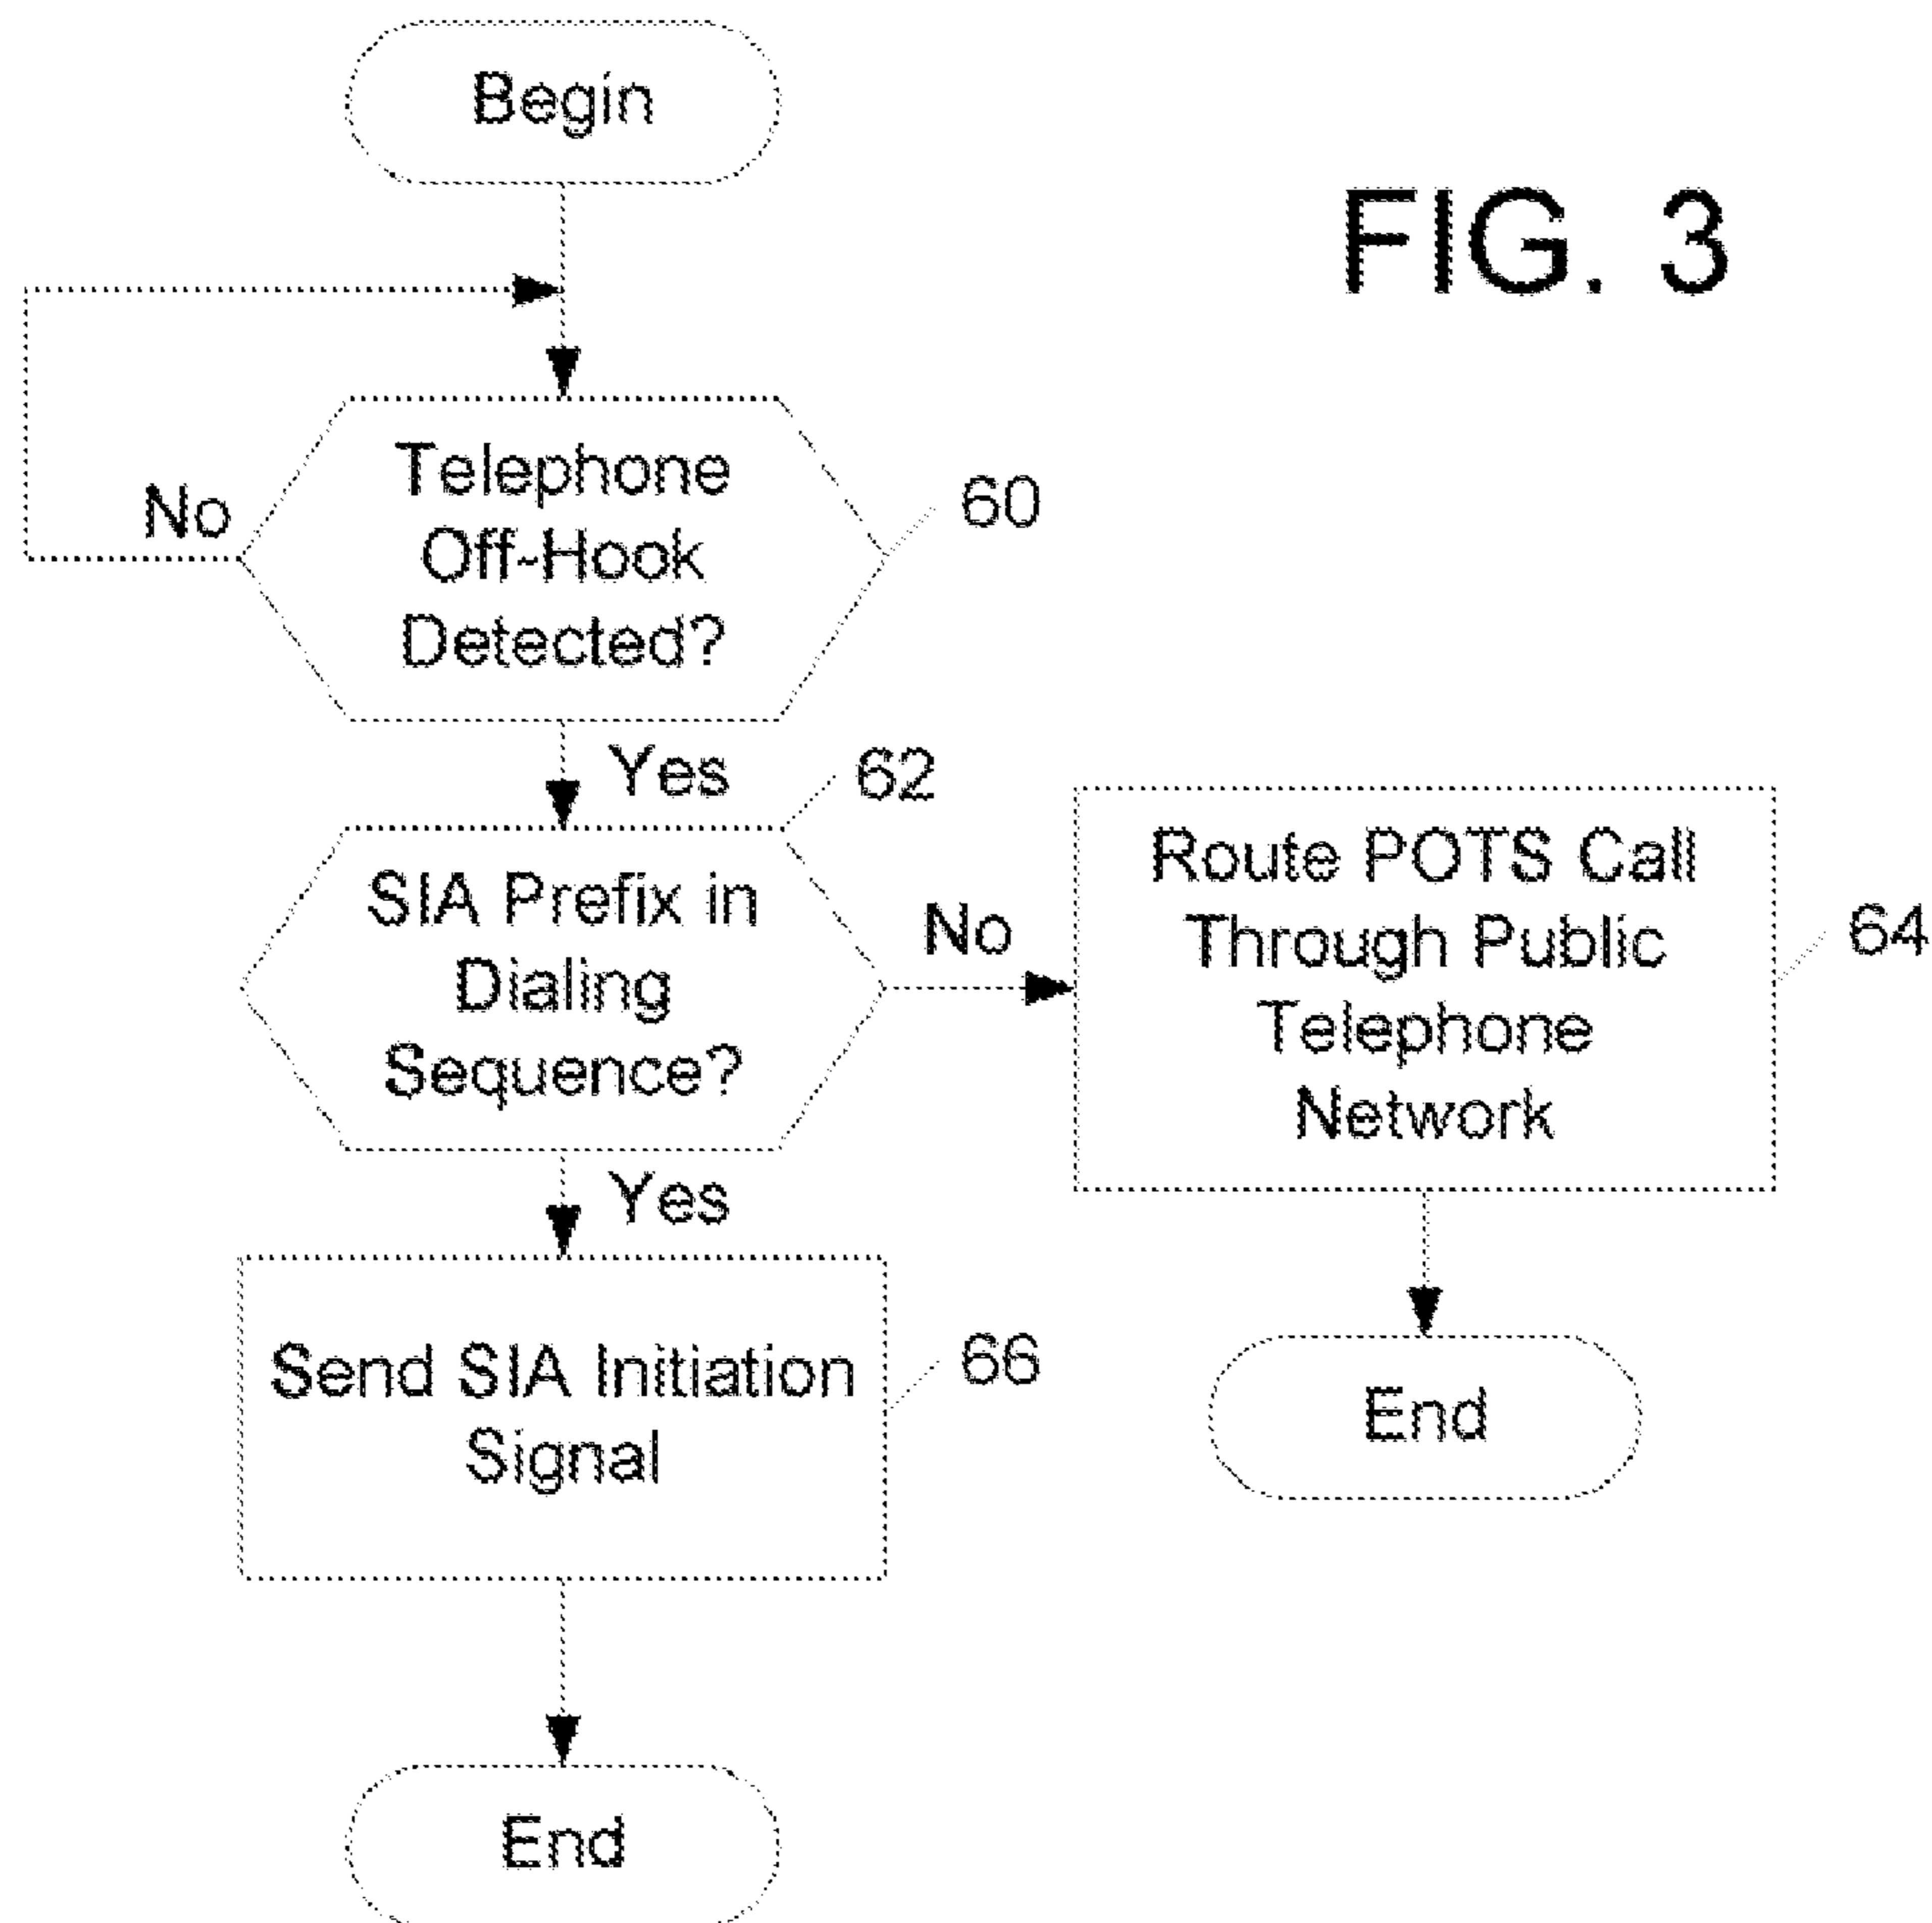 Begin
FIG. 3
Telephone
Off-Hook
Detected?
No
60
Yes
62
SIA Prefix in
Dialing
Sequence?
No
Route POTS Call
Through Public
Telephone
Network
64
Yes
Send SIA Initiation
Signal
66
End
End